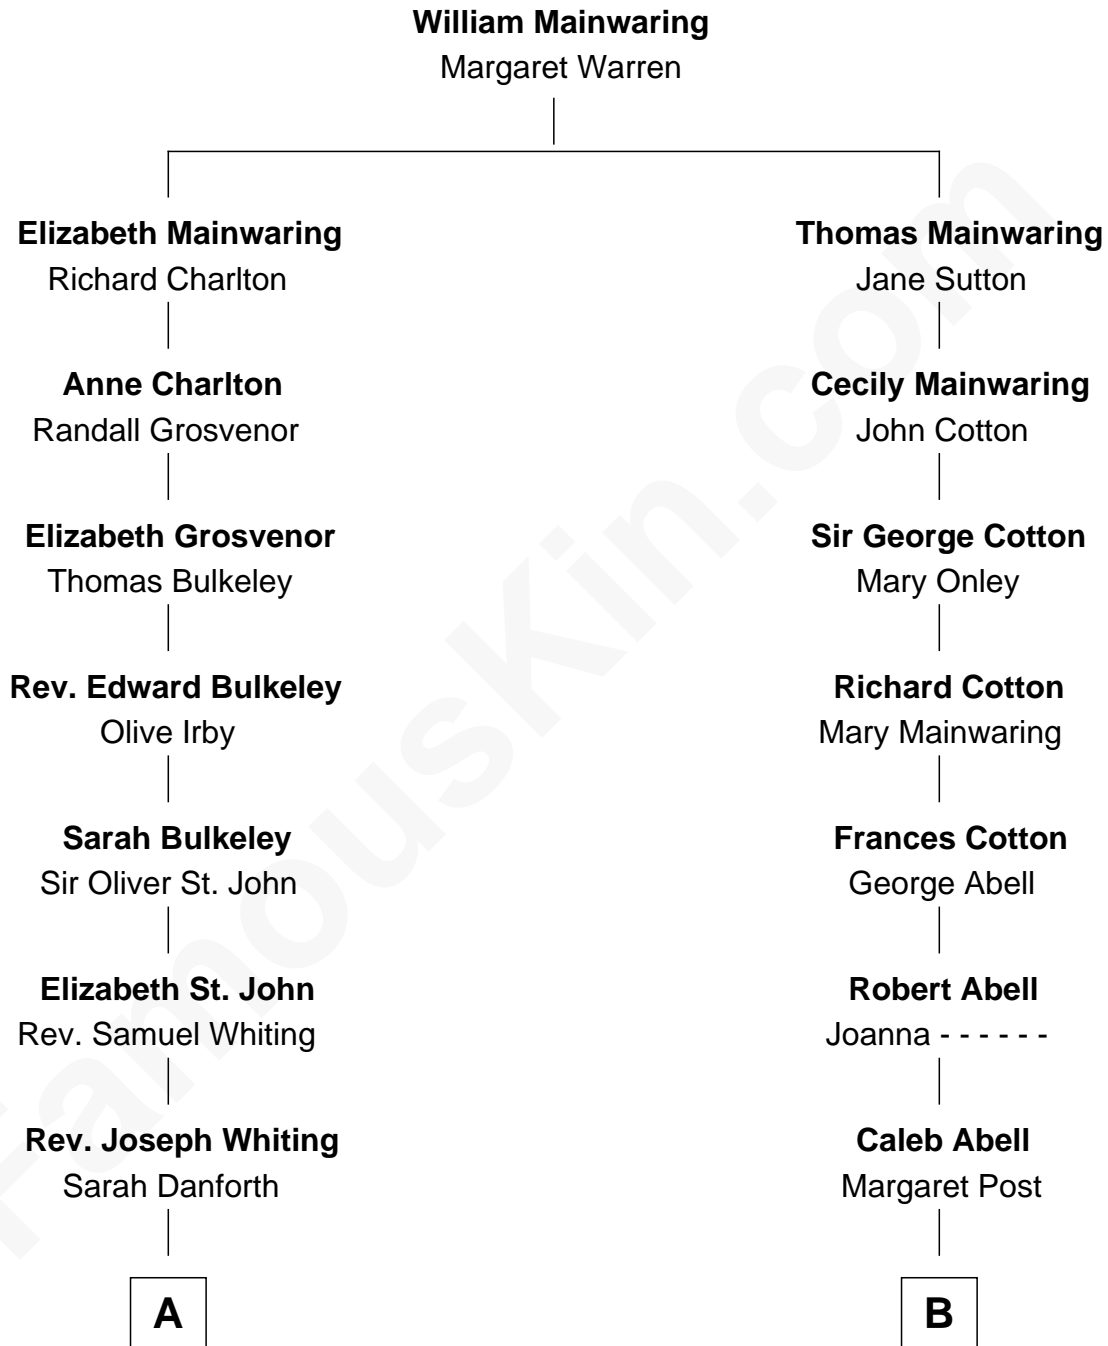 William Mainwaring
Margaret Warren
Elizabeth Mainwaring
Richard Charlton
Thomas Mainwaring
Jane Sutton
Anne Charlton
Randall Grosvenor
Cecily Mainwaring
John Cotton
Elizabeth Grosvenor
Thomas Bulkeley
Sir George Cotton
Mary Onley
Rev. Edward Bulkeley
Olive Irby
Richard Cotton
Mary Mainwaring
Sarah Bulkeley
Sir Oliver St. John
Frances Cotton
George Abell
Elizabeth St. John
Rev. Samuel Whiting
Robert Abell
Joanna - - - - - -
Rev. Joseph Whiting
Sarah Danforth
Caleb Abell
Margaret Post
A
B
FamousKin.com